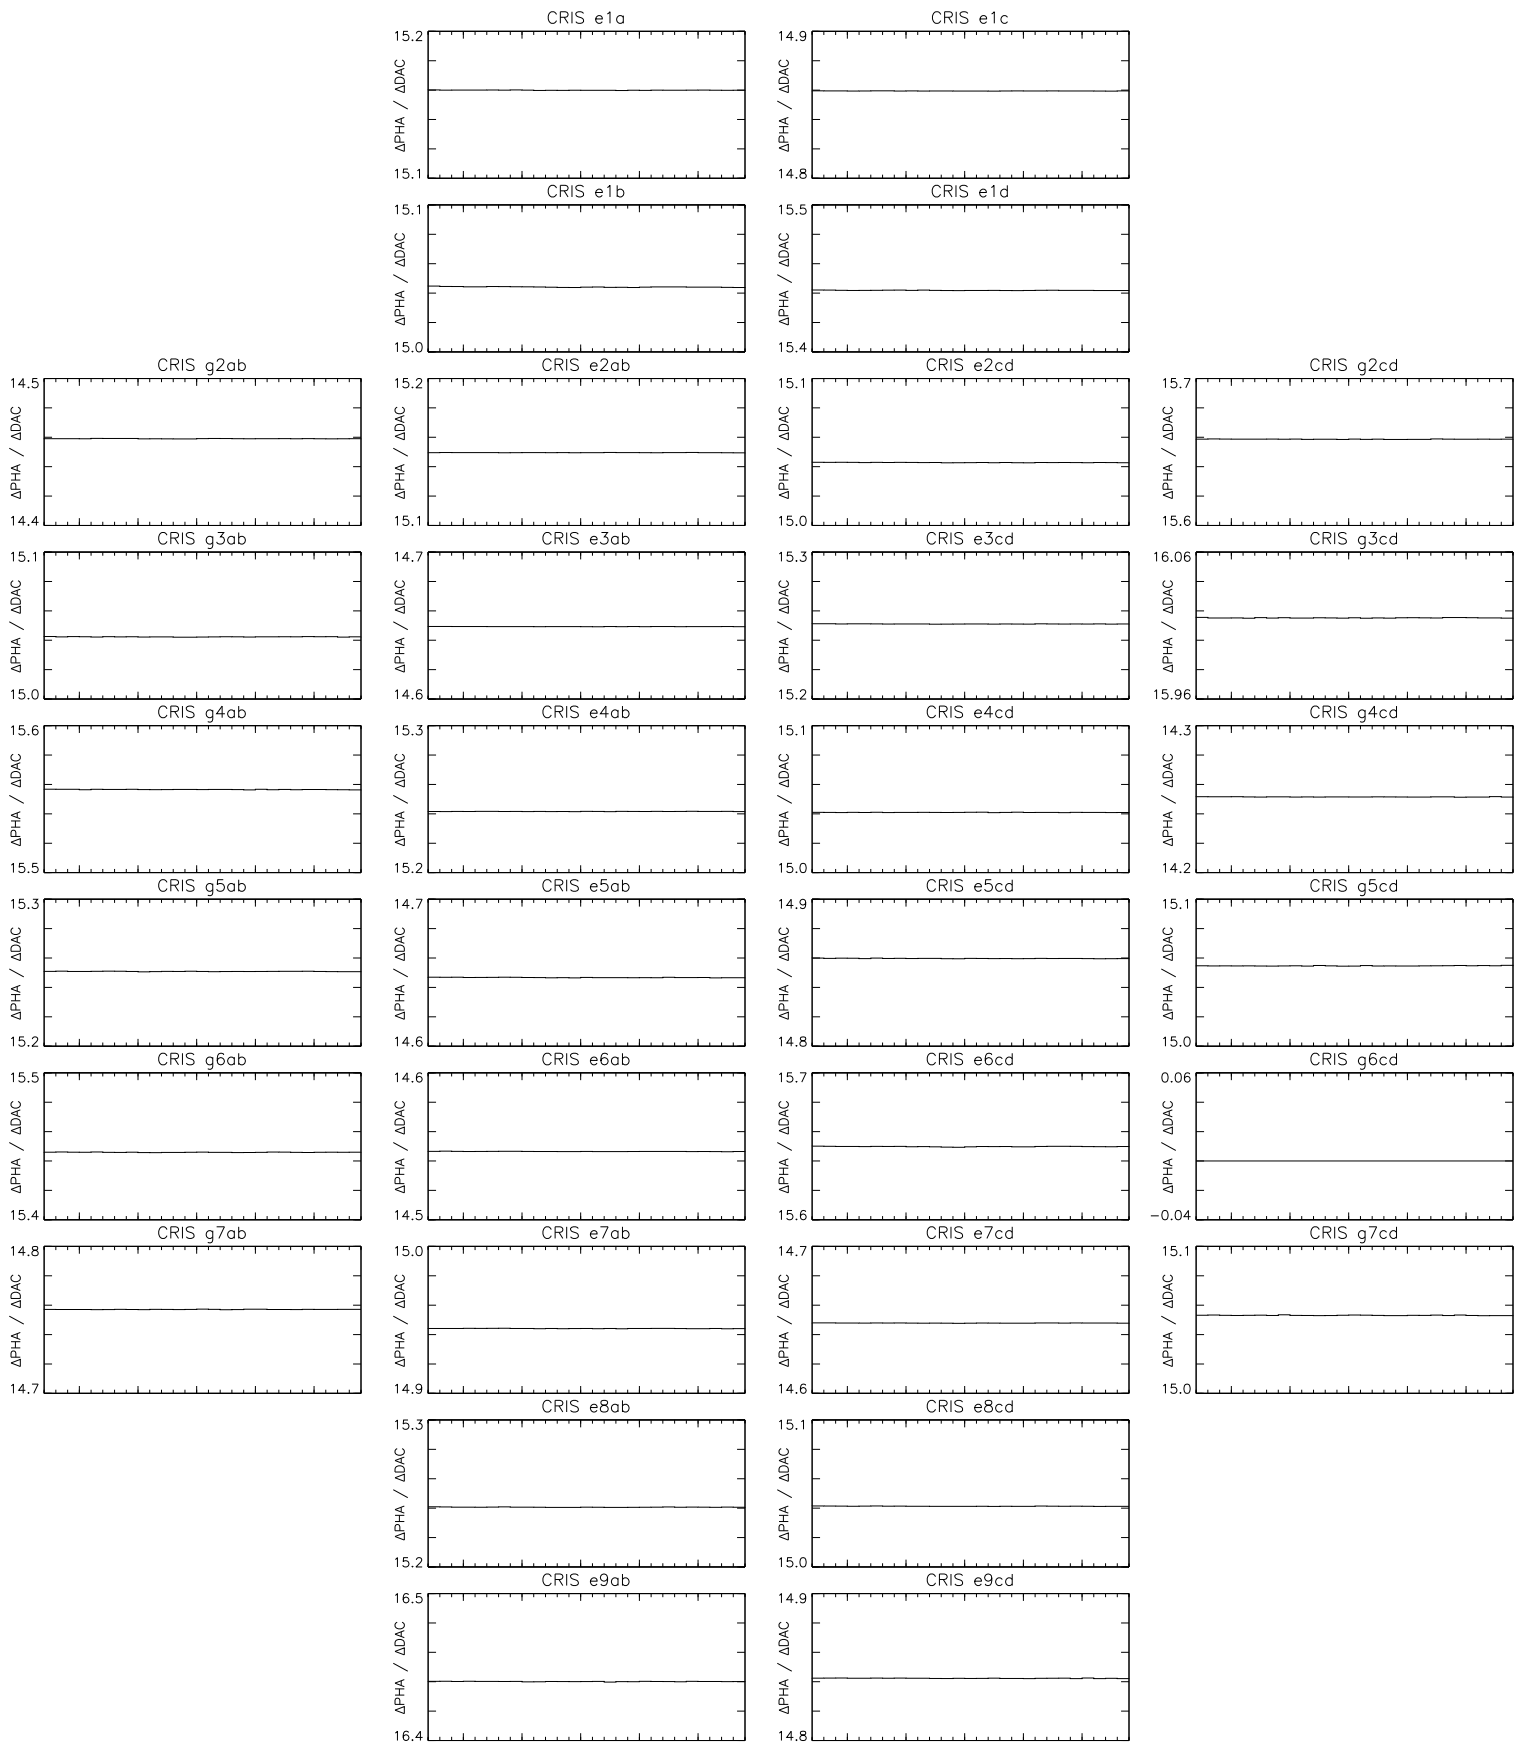 CRIS e1a
15.2
ΔPHA / ΔDAC
15.1
CRIS e1c
14.9
ΔPHA / ΔDAC
14.8
CRIS e1b
15.1
ΔPHA / ΔDAC
15.0
CRIS e1d
15.5
ΔPHA / ΔDAC
15.4
CRIS g2ab
14.5
ΔPHA / ΔDAC
14.4
CRIS e2ab
15.2
ΔPHA / ΔDAC
15.1
CRIS e2cd
15.1
ΔPHA / ΔDAC
15.0
CRIS g2cd
15.7
ΔPHA / ΔDAC
15.6
CRIS g3ab
15.1
ΔPHA / ΔDAC
15.0
CRIS e3ab
14.7
ΔPHA / ΔDAC
14.6
CRIS e3cd
15.3
ΔPHA / ΔDAC
15.2
CRIS g3cd
16.06
ΔPHA / ΔDAC
15.96
CRIS g4ab
15.6
ΔPHA / ΔDAC
15.5
CRIS e4ab
15.3
ΔPHA / ΔDAC
15.2
CRIS e4cd
15.1
ΔPHA / ΔDAC
15.0
CRIS g4cd
14.3
ΔPHA / ΔDAC
14.2
CRIS g5ab
15.3
ΔPHA / ΔDAC
15.2
CRIS e5ab
14.7
ΔPHA / ΔDAC
14.6
CRIS e5cd
14.9
ΔPHA / ΔDAC
14.8
CRIS g5cd
15.1
ΔPHA / ΔDAC
15.0
CRIS g6ab
15.5
ΔPHA / ΔDAC
15.4
CRIS e6ab
14.6
ΔPHA / ΔDAC
14.5
CRIS e6cd
15.7
ΔPHA / ΔDAC
15.6
CRIS g6cd
0.06
ΔPHA / ΔDAC
−0.04
CRIS g7ab
14.8
ΔPHA / ΔDAC
14.7
CRIS e7ab
15.0
ΔPHA / ΔDAC
14.9
CRIS e7cd
14.7
ΔPHA / ΔDAC
14.6
CRIS g7cd
15.1
ΔPHA / ΔDAC
15.0
CRIS e8ab
15.3
ΔPHA / ΔDAC
15.2
CRIS e8cd
15.1
ΔPHA / ΔDAC
15.0
CRIS e9ab
16.5
ΔPHA / ΔDAC
16.4
CRIS e9cd
14.9
ΔPHA / ΔDAC
14.8